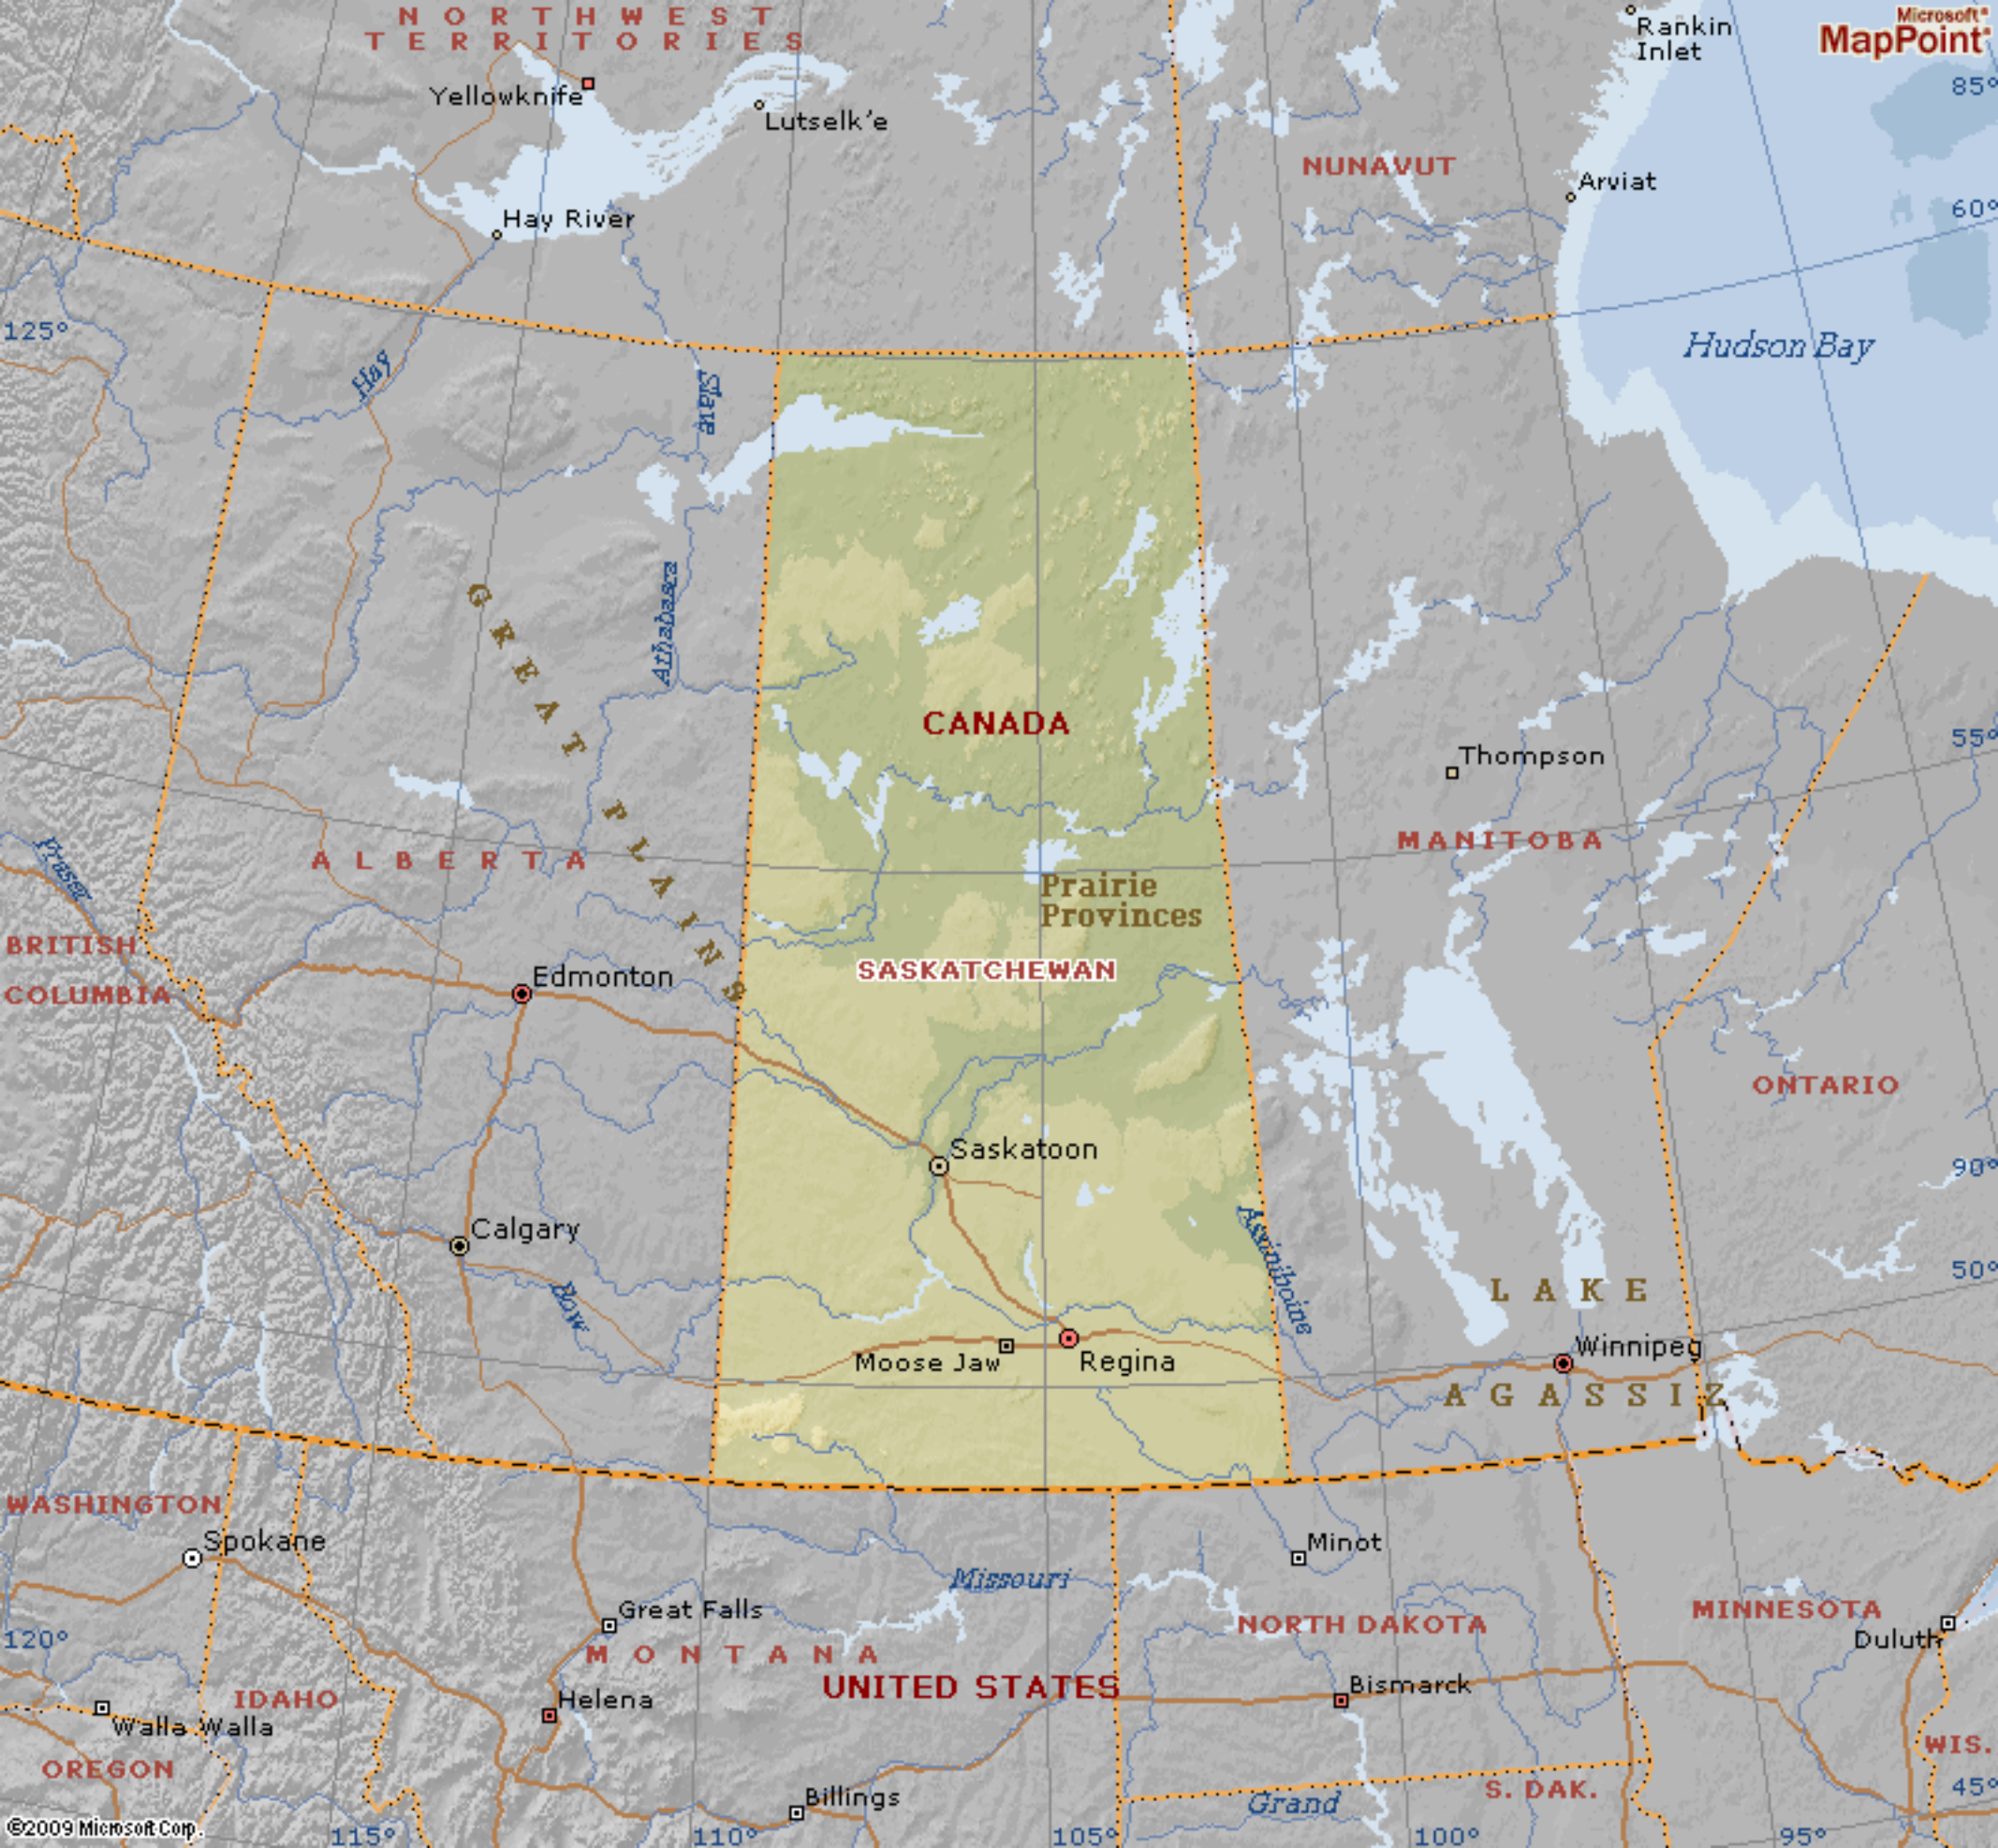 NORTHWEST
TERRITORIES
Microsoft®
MapPoint®
Rankin
Inlet
85°
Yellowknife
Lutselk'e
NUNAVUT
Arviat
60°
Hay River
125°
Hudson Bay
Hay
Slave
GREAT PLAINS
Athabasca
CANADA
55°
Thompson
MANITOBA
Fraser
ALBERTA
Prairie
Provinces
BRITISH
COLUMBIA
SASKATCHEWAN
Edmonton
ONTARIO
Saskatoon
90°
Calgary
Assiniboine
50°
LAKE
AGASSIZ
Bow
Winnipeg
Moose Jaw
Regina
WASHINGTON
Spokane
Minot
Missouri
Great Falls
NORTH DAKOTA
MINNESOTA
120°
Duluth
MONTANA
UNITED STATES
Bismarck
IDAHO
Helena
Walla Walla
WIS.
OREGON
S. DAK.
45°
Billings
Grand
©2009 Microsoft Corp.
115°
110°
105°
100°
95°